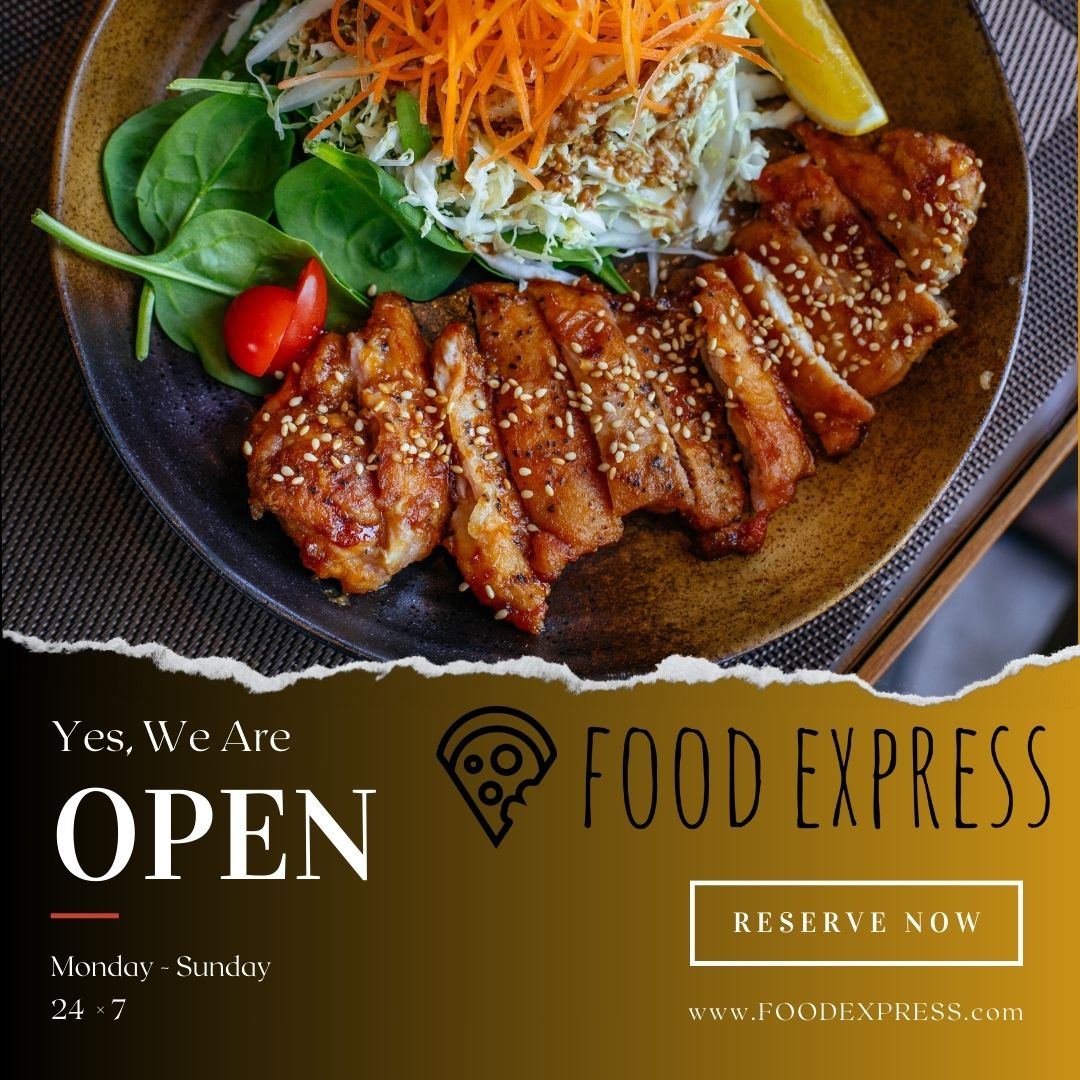 Yes, We Are
OPEN
Monday - Sunday
24 × 7
FOOD EXPRESS
RESERVE NOW
www.FOODEXPRESS.com